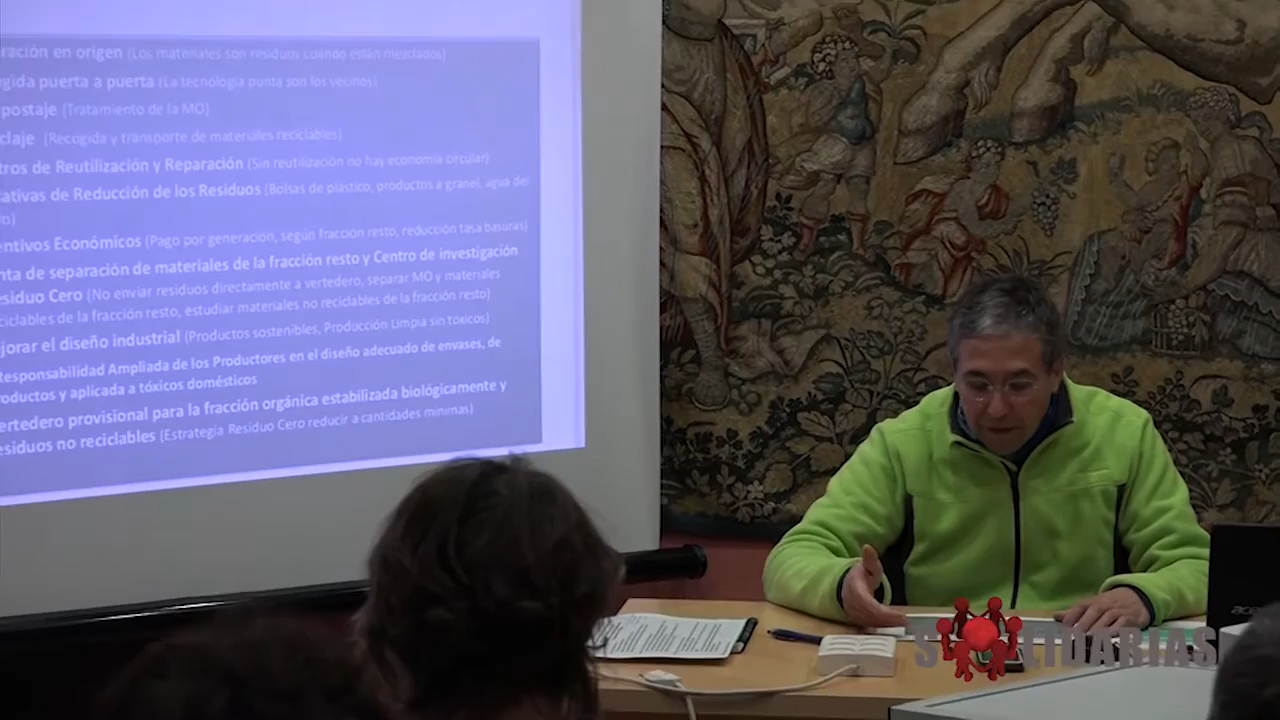 ración en origen (Los materiales son residuos cuando están mezclados)
gida puerta a puerta (La tecnología punta son los vecinos)
postaje (Tratamiento de la MO)
claje (Recogida y transporte de materiales reciclables)
tros de Reutilización y Reparación (Sin reutilización no hay economía circular)
iativas de Reducción de los Residuos (Bolsas de plástico, productos a granel, agua del
o)
entivos Económicos (Pago por generación, según fracción resto, reducción tasa basuras)
nta de separación de materiales de la fracción resto y Centro de investigación
esiduo Cero (No enviar residuos directamente a vertedero, separar MO y materiales
ciclables de la fracción resto, estudiar materiales no reciclables de la fracción resto)
jorar el diseño industrial (Productos sostenibles, Producción Limpia sin tóxicos)
Responsabilidad Ampliada de los Productores en el diseño adecuado de envases, de
roductos y aplicada a tóxicos domésticos
ertedero provisional para la fracción orgánica estabilizada biológicamente y
esiduos no reciclables (Estrategia Residuo Cero reducir a cantidades mínimas)
acer
S LIDARIAS